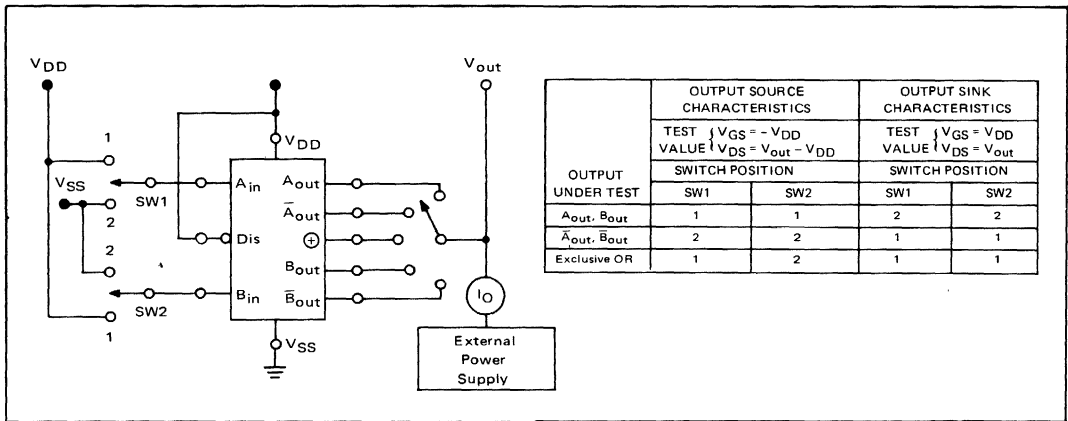 VDD
Vout
1
VDD
VSS
SW1
Ain
Aout
2
A̅out
Dis
⊕
2
Bout
SW2
Bin
B̅out
1
IO
VSS
External
Power
Supply
OUTPUT UNDER TEST
OUTPUT SOURCE CHARACTERISTICS
OUTPUT SINK CHARACTERISTICS
TEST VALUE { VGS = – VDD
VDS = Vout – VDD
TEST VALUE { VGS = VDD
VDS = Vout
SWITCH POSITION
SWITCH POSITION
SW1 SW2 SW1 SW2
Aout, Bout 1 1 2 2
A̅out, B̅out 2 2 1 1
Exclusive OR 1 2 1 1